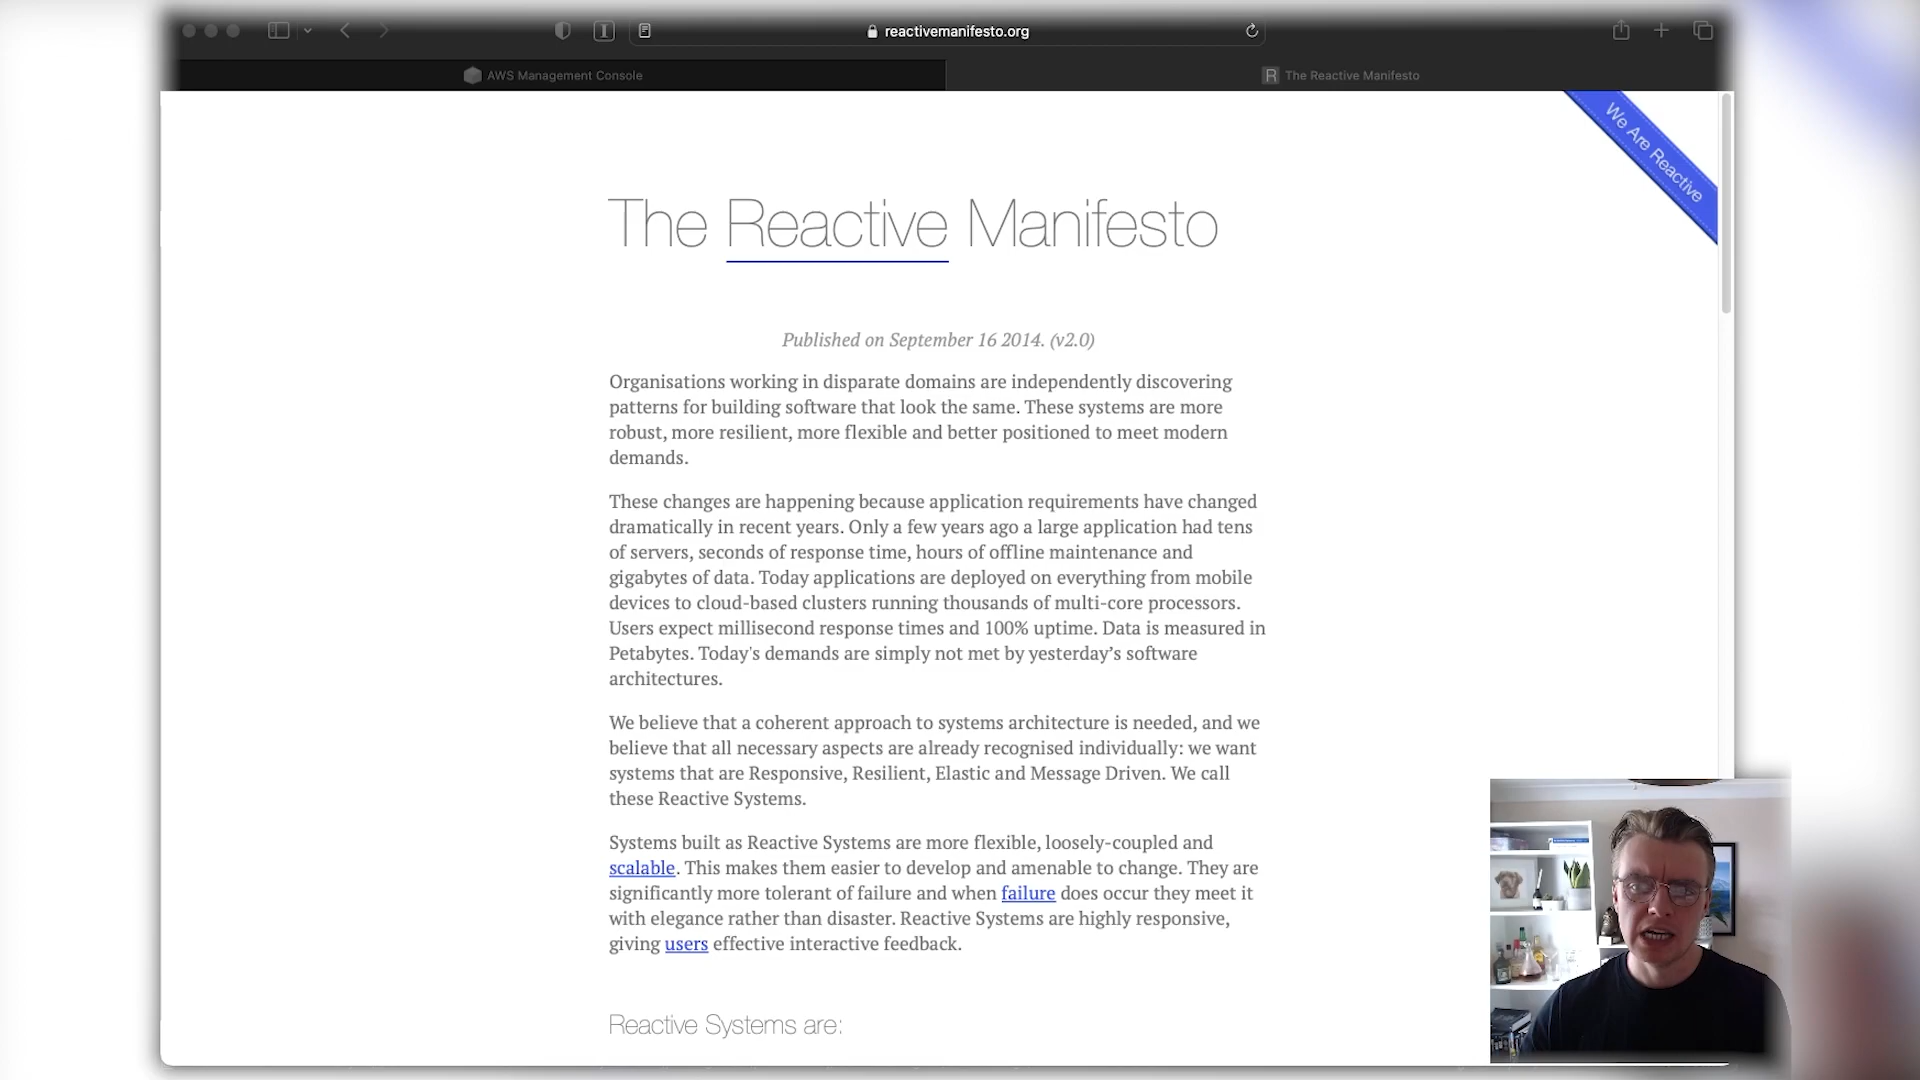 reactivemanifesto.org
AWS Management Console
R The Reactive Manifesto
We Are Reactive
The Reactive Manifesto
Published on September 16 2014. (v2.0)
Organisations working in disparate domains are independently discovering
patterns for building software that look the same. These systems are more
robust, more resilient, more flexible and better positioned to meet modern
demands.
These changes are happening because application requirements have changed
dramatically in recent years. Only a few years ago a large application had tens
of servers, seconds of response time, hours of offline maintenance and
gigabytes of data. Today applications are deployed on everything from mobile
devices to cloud-based clusters running thousands of multi-core processors.
Users expect millisecond response times and 100% uptime. Data is measured in
Petabytes. Today's demands are simply not met by yesterday’s software
architectures.
We believe that a coherent approach to systems architecture is needed, and we
believe that all necessary aspects are already recognised individually: we want
systems that are Responsive, Resilient, Elastic and Message Driven. We call
these Reactive Systems.
Systems built as Reactive Systems are more flexible, loosely-coupled and
scalable. This makes them easier to develop and amenable to change. They are
significantly more tolerant of failure and when failure does occur they meet it
with elegance rather than disaster. Reactive Systems are highly responsive,
giving users effective interactive feedback.
Reactive Systems are: